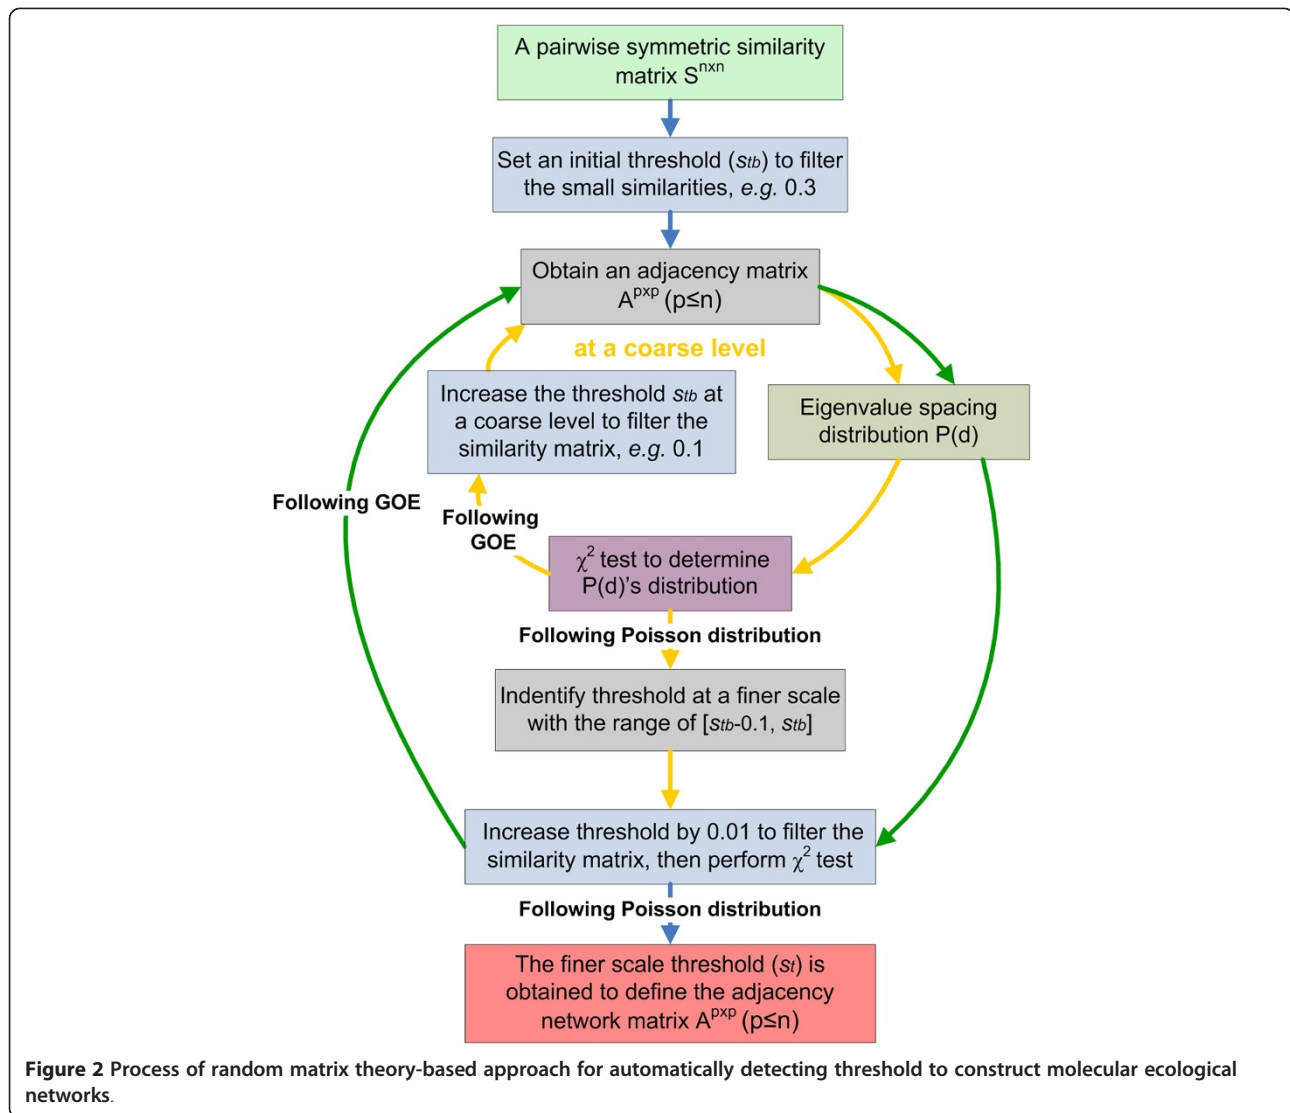 A pairwise symmetric similarity
matrix S^nxn
Set an initial threshold (stb) to filter
the small similarities, e.g. 0.3
Obtain an adjacency matrix
A^pxp (p≤n)
at a coarse level
Increase the threshold stb at
a coarse level to filter the
similarity matrix, e.g. 0.1
Eigenvalue spacing
distribution P(d)
Following GOE
Following
GOE
χ² test to determine
P(d)'s distribution
Following Poisson distribution
Indentify threshold at a finer scale
with the range of [stb-0.1, stb]
Increase threshold by 0.01 to filter the
similarity matrix, then perform χ² test
Following Poisson distribution
The finer scale threshold (st) is
obtained to define the adjacency
network matrix A^pxp (p≤n)
Figure 2 Process of random matrix theory-based approach for automatically detecting threshold to construct molecular ecological
networks.